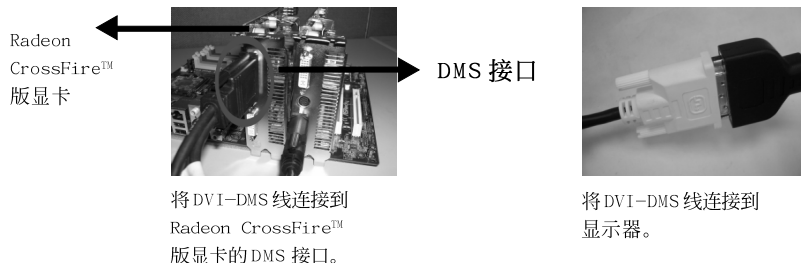 Radeon
CrossFire™
版显卡
DMS 接口
将DVI-DMS线连接到
Radeon CrossFire™
版显卡的DMS 接口。
将DVI-DMS线连接到
显示器。